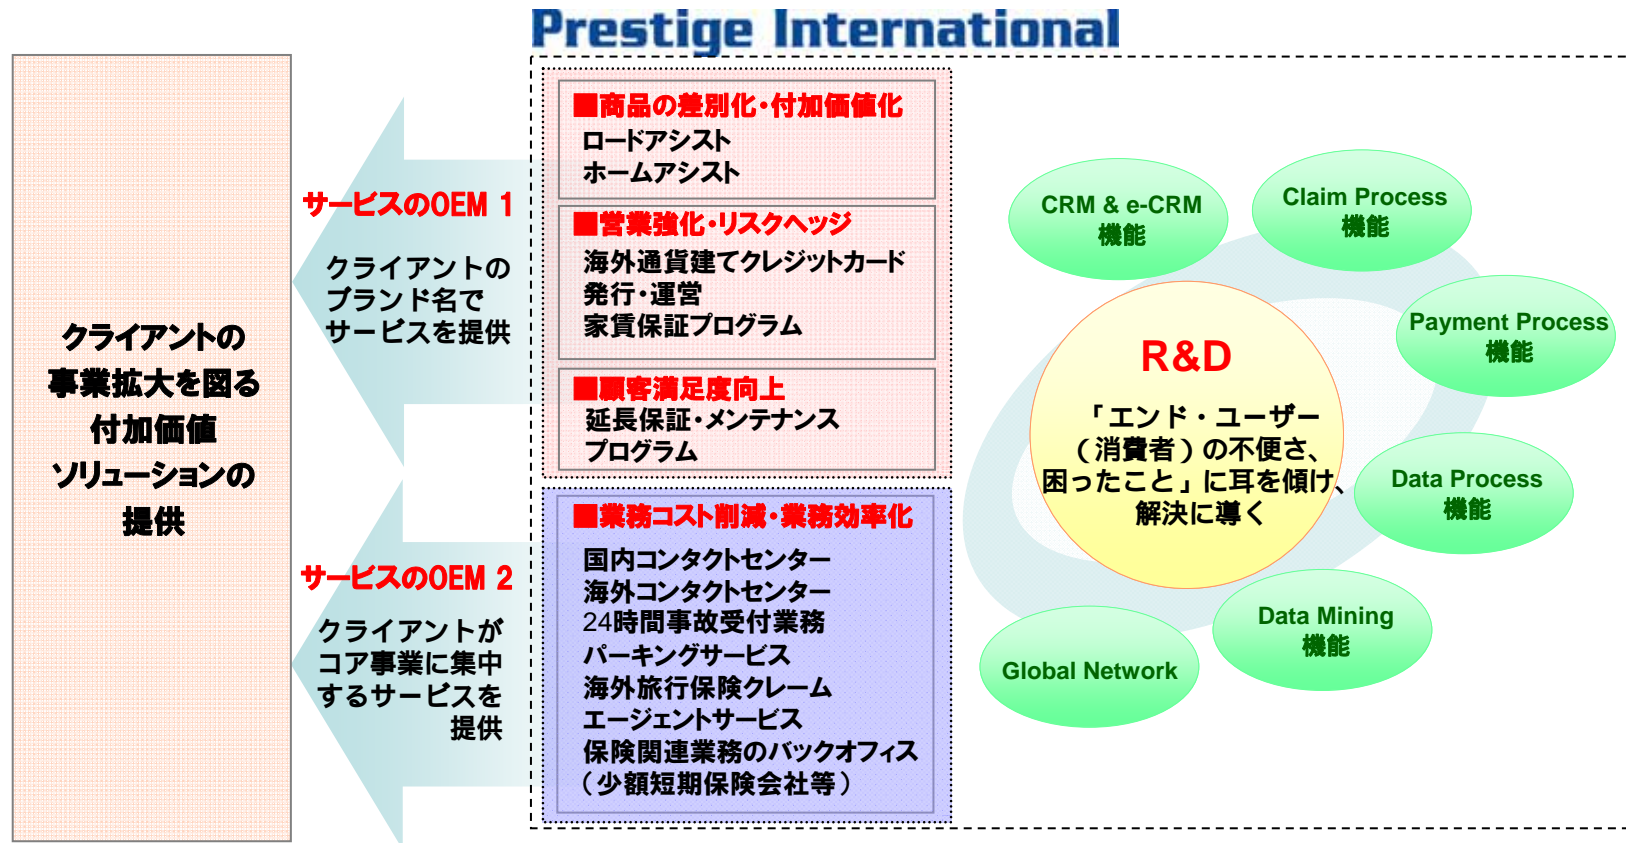 Prestige International
クライアントの
事業拡大を図る
付加価値
ソリューションの
提供
サービスのOEM 1
クライアントの
ブランド名で
サービスを提供
サービスのOEM 2
クライアントが
コア事業に集中
するサービスを
提供
■商品の差別化・付加価値化
ロードアシスト
ホームアシスト
■営業強化・リスクヘッジ
海外通貨建てクレジットカード
発行・運営
家賃保証プログラム
■顧客満足度向上
延長保証・メンテナンス
プログラム
■業務コスト削減・業務効率化
国内コンタクトセンター
海外コンタクトセンター
24時間事故受付業務
パーキングサービス
海外旅行保険クレーム
エージェントサービス
保険関連業務のバックオフィス
（少額短期保険会社等）
R&D
「エンド・ユーザー
（消費者）の不便さ、
困ったこと」に耳を傾け、
解決に導く
CRM & e-CRM
機能
Claim Process
機能
Payment Process
機能
Data Process
機能
Data Mining
機能
Global Network